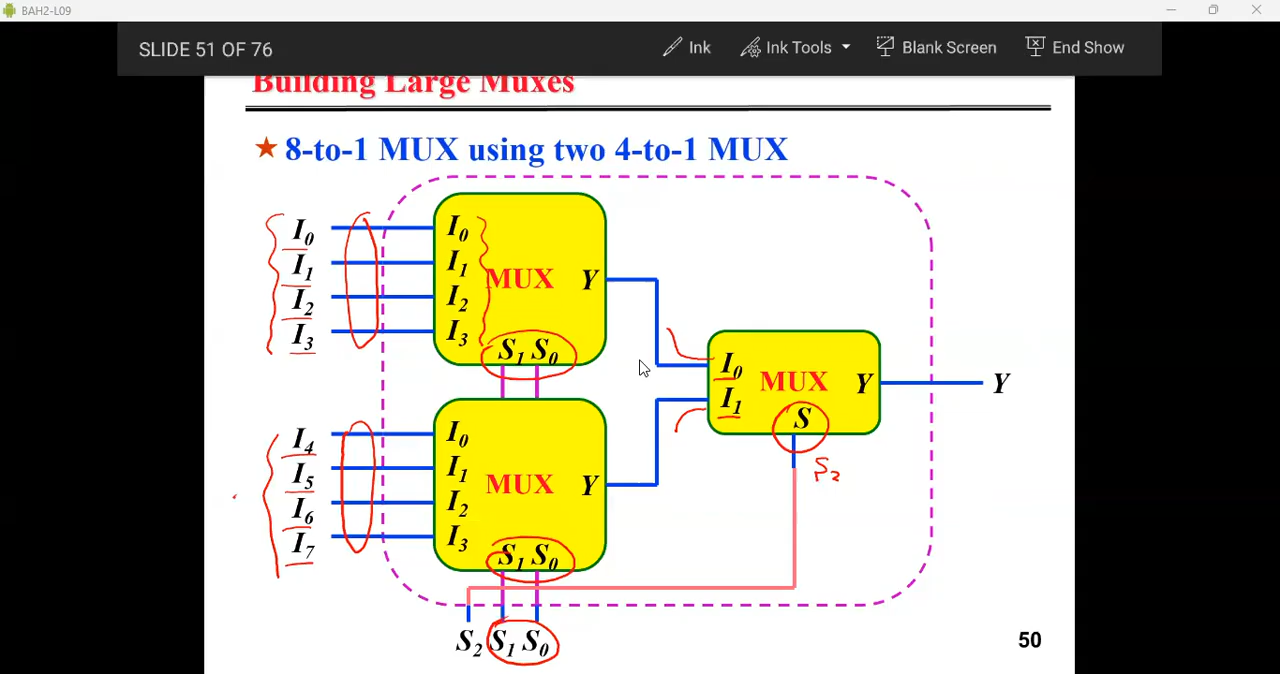 BAH2-L09
SLIDE 51 OF 76
Ink
Ink Tools
Blank Screen
End Show
Building Large Muxes
★ 8-to-1 MUX using two 4-to-1 MUX
I0
I1
I2
I3
I0
I1
I2
I3
MUX
Y
S1 S0
I4
I5
I6
I7
I0
I1
I2
I3
MUX
Y
S1 S0
I0
I1
MUX
Y
S
S2
Y
S2 S1 S0
50